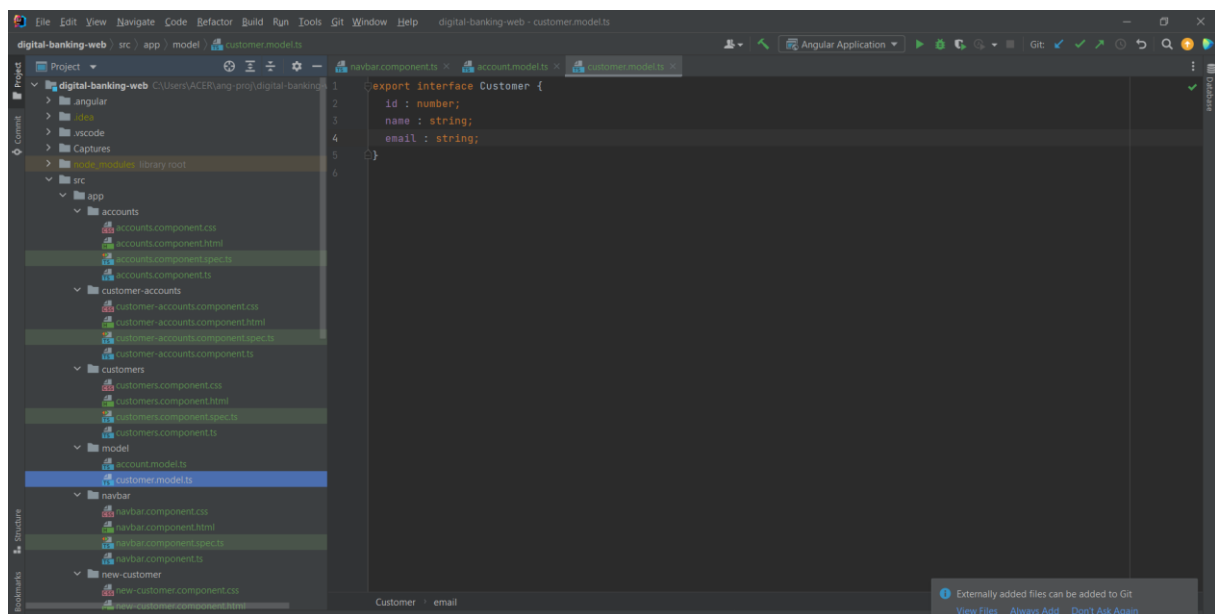 File Edit View Navigate Code Refactor Build Run Tools Git Window Help digital-banking-web - customer.model.ts
digital-banking-web src app model customer.model.ts Angular Application Git:
Project
navbar.component.ts account.model.ts customer.model.ts
Project
Commit
Structure
Bookmarks
digital-banking-web C:\Users\ACER\ang-proj\digital-banking
.angular
.idea
.vscode
Captures
node_modules library root
src
app
accounts
accounts.component.css
accounts.component.html
accounts.component.spec.ts
accounts.component.ts
customer-accounts
customer-accounts.component.css
customer-accounts.component.html
customer-accounts.component.spec.ts
customer-accounts.component.ts
customers
customers.component.css
customers.component.html
customers.component.spec.ts
customers.component.ts
model
account.model.ts
customer.model.ts
navbar
navbar.component.css
navbar.component.html
navbar.component.spec.ts
navbar.component.ts
new-customer
new-customer.component.css
new-customer.component.html
1 export interface Customer {
2 id : number;
3 name : string;
4 email : string;
5 }
6
Database
Customer email
Externally added files can be added to Git
View Files Always Add Don't Ask Again